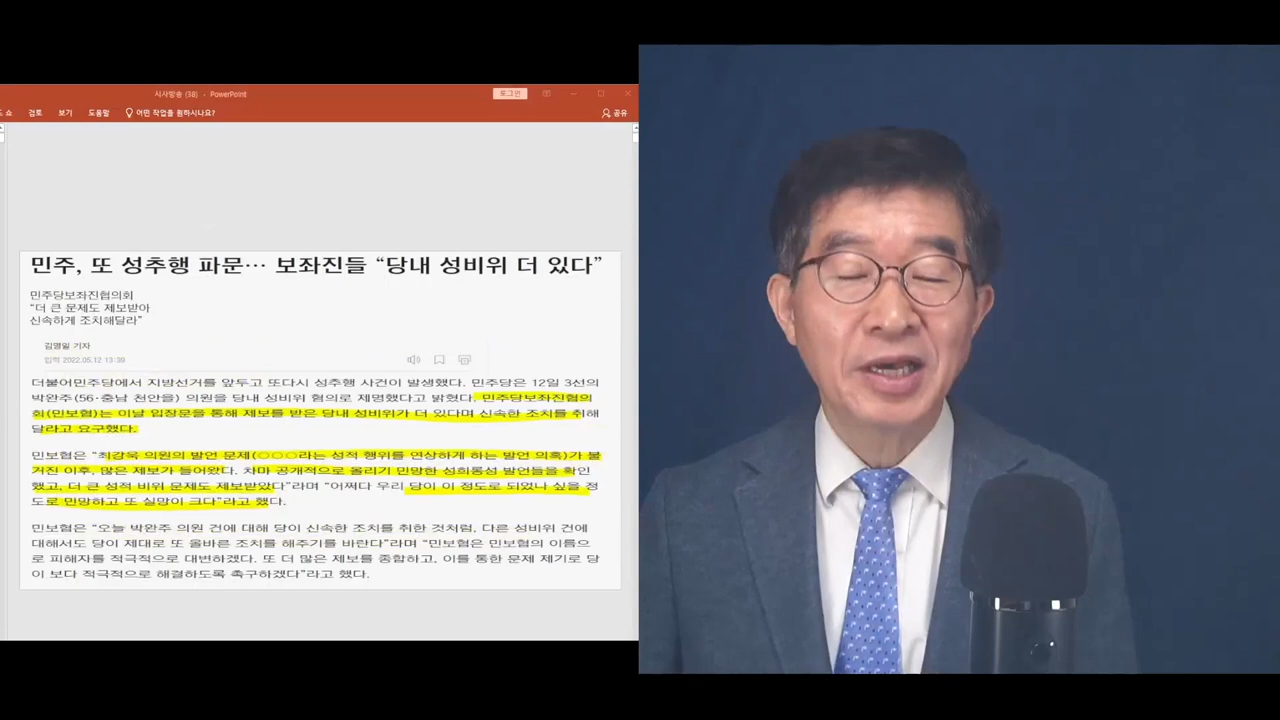 시사방송 [38] - PowerPoint
로그인
쇼 검토 보기 도움말 어떤 작업을 원하시나요? 공유
민주, 또 성추행 파문… 보좌진들 “당내 성비위 더 있다”
민주당보좌진협의회
“더 큰 문제도 제보받아
신속하게 조치해달라”
김명일 기자
입력 2022.05.12 13:39
더불어민주당에서 지방선거를 앞두고 또다시 성추행 사건이 발생했다. 민주당은 12일 3선의
박완주(56·충남 천안을) 의원을 당내 성비위 혐의로 제명했다고 밝혔다. 민주당보좌진협의
회(민보협)는 이날 입장문을 통해 제보를 받은 당내 성비위가 더 있다며 신속한 조치를 취해
달라고 요구했다.
민보협은 “최강욱 의원의 발언 문제(○○○라는 성적 행위를 연상하게 하는 발언 의혹)가 불
거진 이후, 많은 제보가 들어왔다. 차마 공개적으로 올리기 민망한 성희롱성 발언들을 확인
했고, 더 큰 성적 비위 문제도 제보받았다”라며 “어쩌다 우리 당이 이 정도로 되었나 싶을 정
도로 민망하고 또 실망이 크다”라고 했다.
민보협은 “오늘 박완주 의원 건에 대해 당이 신속한 조치를 취한 것처럼, 다른 성비위 건에
대해서도 당이 제대로 또 올바른 조치를 해주기를 바란다”라며 “민보협은 민보협의 이름으
로 피해자를 적극적으로 대변하겠다. 또 더 많은 제보를 종합하고, 이를 통한 문제 제기로 당
이 보다 적극적으로 해결하도록 촉구하겠다”라고 했다.